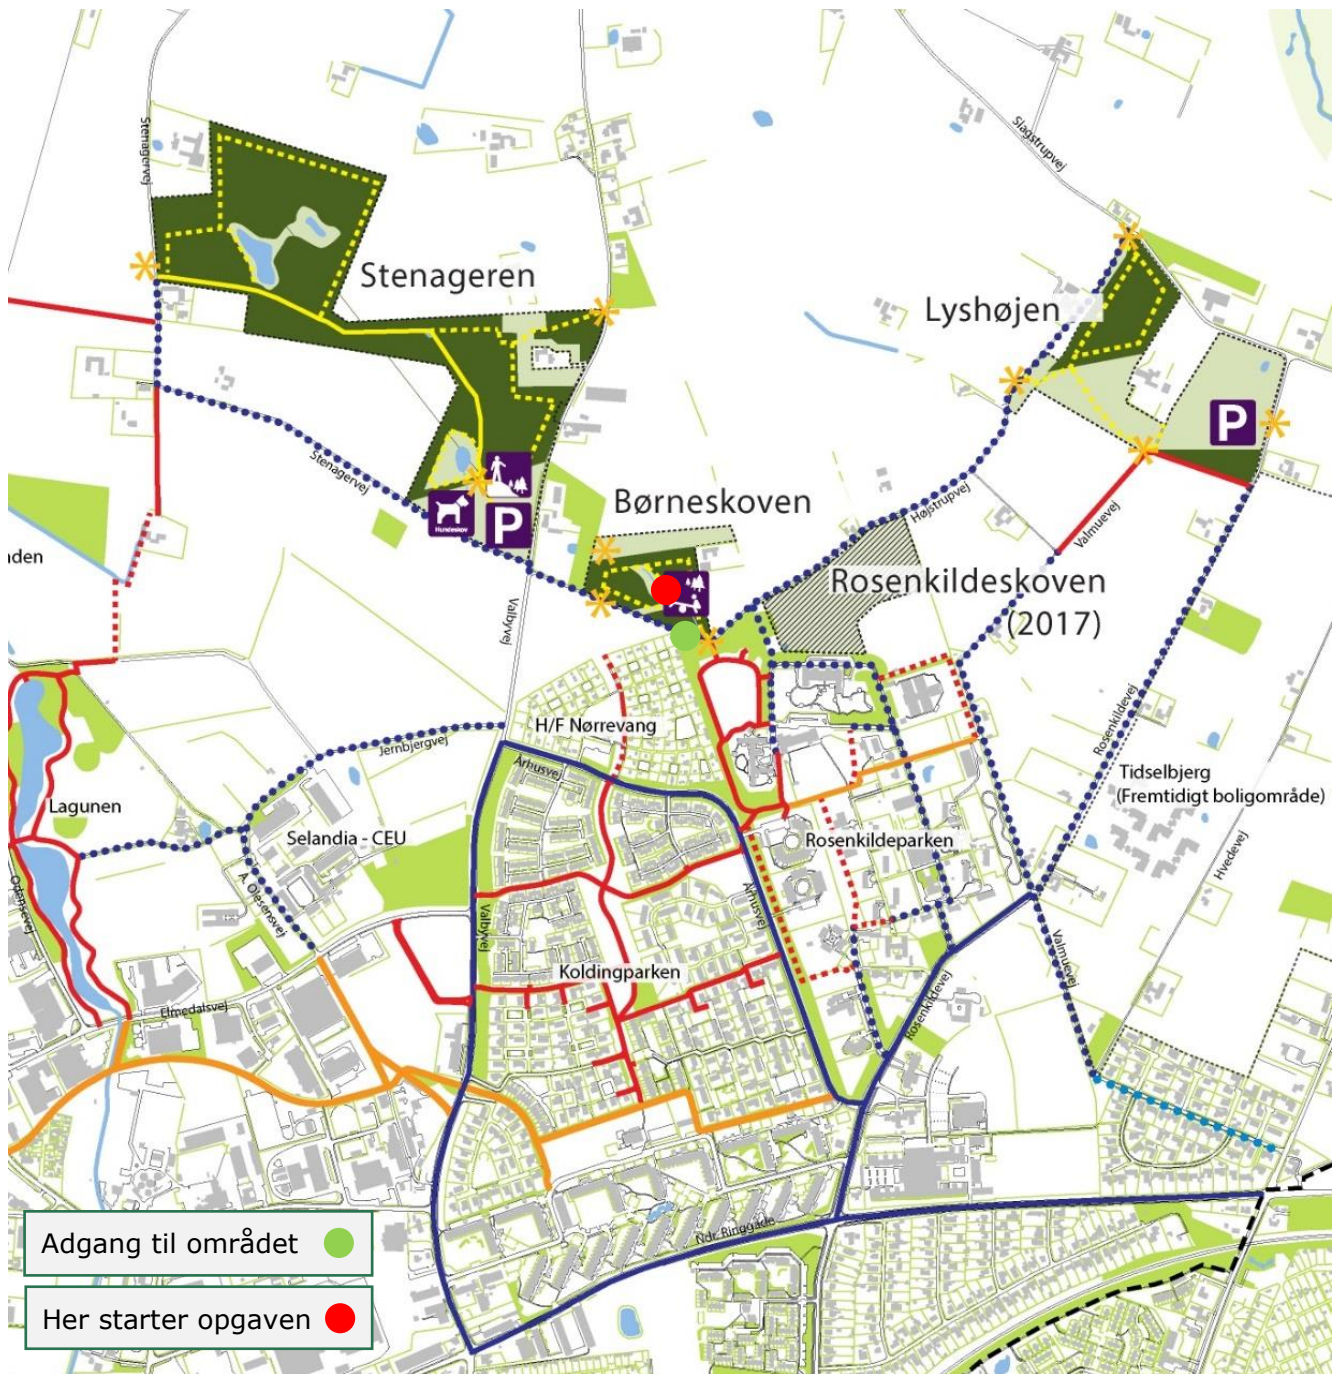 Stenagervej
Slagstrupvej
Stenageren
Lyshøjen
P
Stenagervej
Hundeskov
P
Børneskoven
Højstrupvej
Valmuevej
Rosenkildeskoven
(2017)
Valbyvej
Rosenkildevej
H/F Nørrevang
Jernbjergvej
Århusvej
Tidselbjerg
(Fremtidigt boligområde)
Lagunen
Selandia - CEU
Rosenkildeparken
Hvedevej
Odensevej
A. Olesensvej
Valbyvej
Århusvej
Koldingparken
Valmuevej
Rosenkildevej
Elmedalsvej
Ndr. Ringgade
Adgang til området
Her starter opgaven